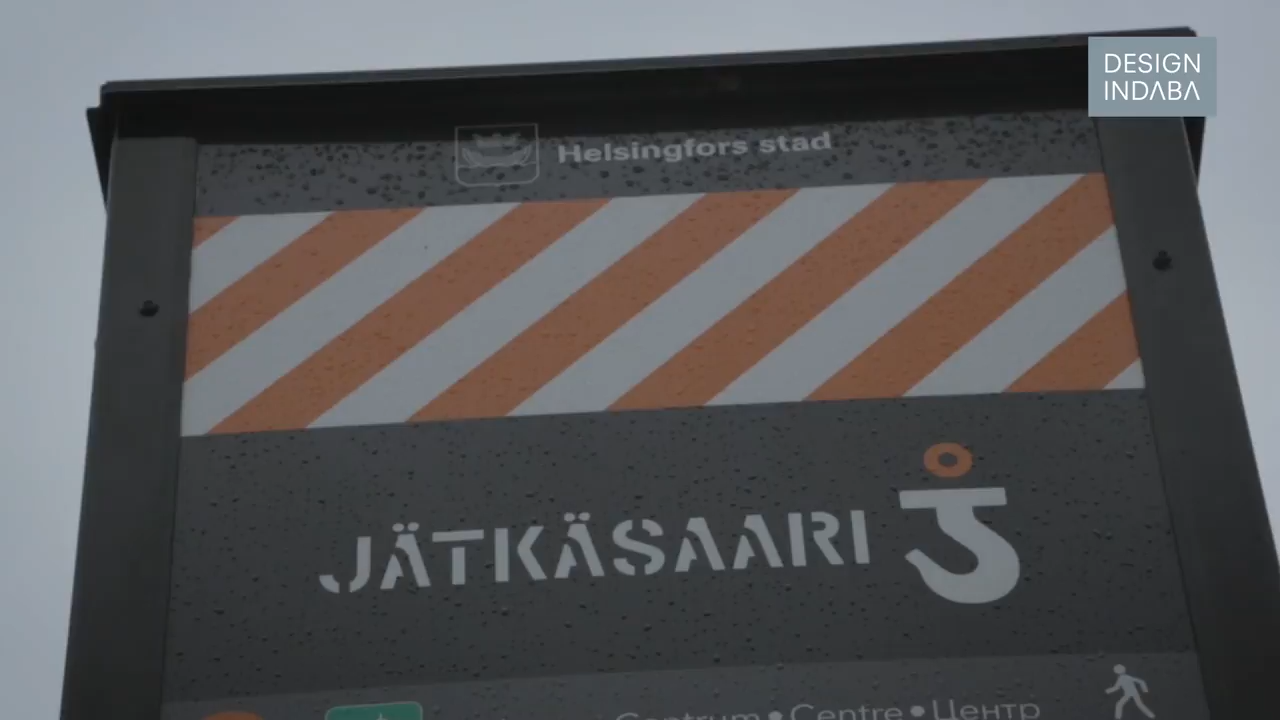 DESIGN
INDABA
Helsingfors stad
JÄTKÄSAARI
Centrum • Centre • Центр